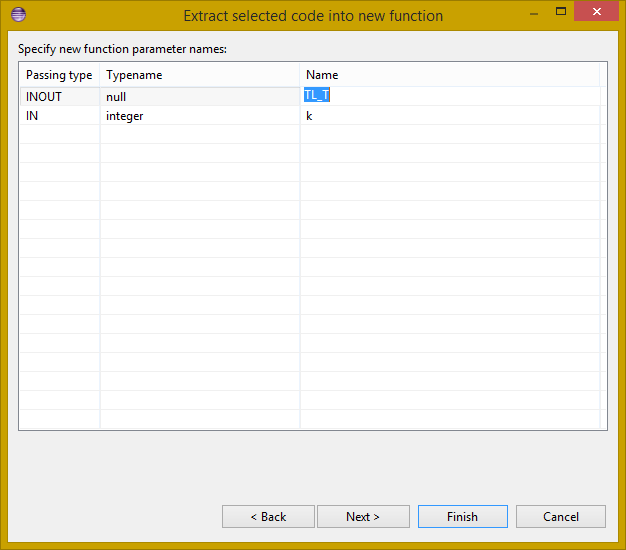 Extract selected code into new function
Specify new function parameter names:
Passing type Typename Name
INOUT null TL_T
IN integer k
< Back Next > Finish Cancel